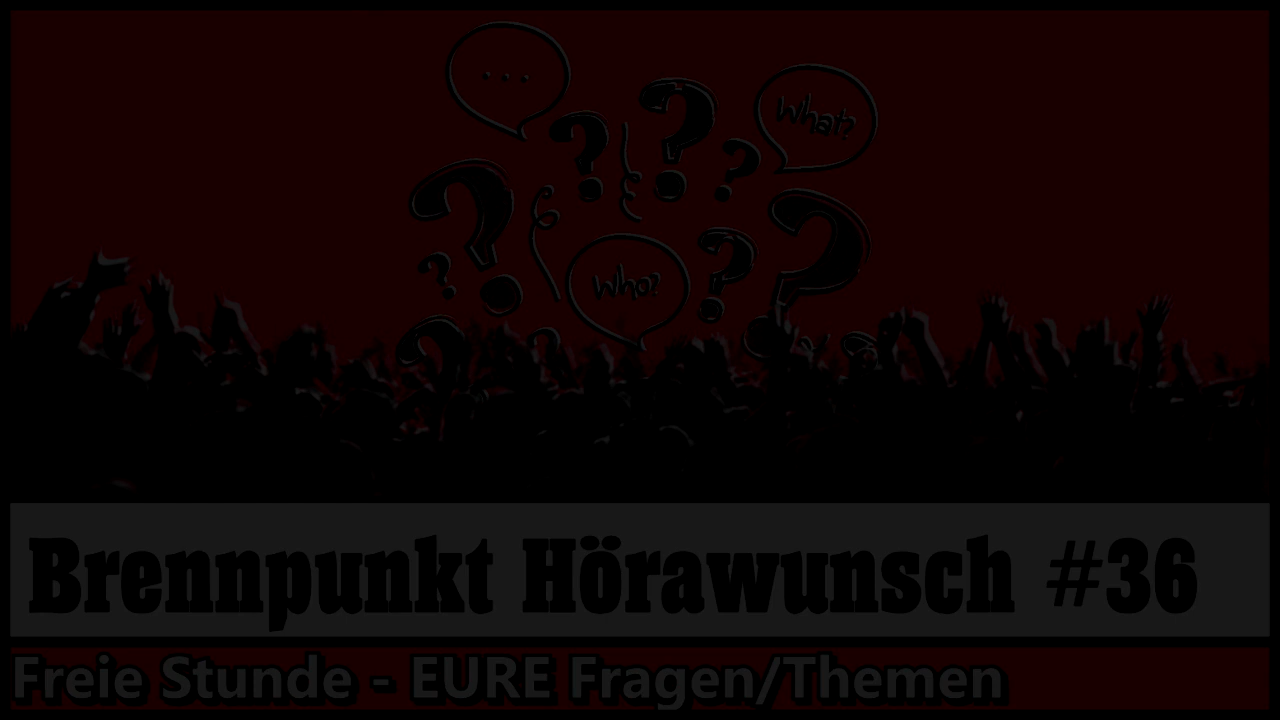 ...
What?
Who?
Brennpunkt Hörawunsch #36
Freie Stunde - EURE Fragen/Themen